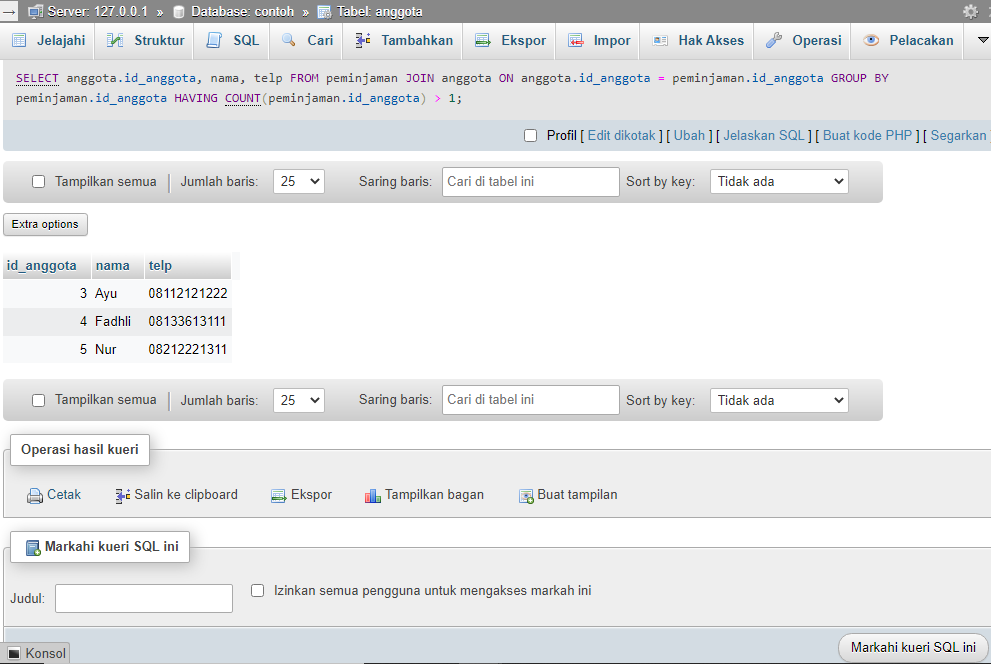 Server: 127.0.0.1 » Database: contoh » Tabel: anggota
Jelajahi Struktur SQL Cari Tambahkan Ekspor Impor Hak Akses Operasi Pelacakan
SELECT anggota.id_anggota, nama, telp FROM peminjaman JOIN anggota ON anggota.id_anggota = peminjaman.id_anggota GROUP BY
peminjaman.id_anggota HAVING COUNT(peminjaman.id_anggota) > 1;
Profil [ Edit dikotak ] [ Ubah ] [ Jelaskan SQL ] [ Buat kode PHP ] [ Segarkan ]
Tampilkan semua | Jumlah baris: 25 Saring baris: Cari di tabel ini Sort by key: Tidak ada
Extra options
id_anggota nama telp
3 Ayu 08112121222
4 Fadhli 08133613111
5 Nur 08212221311
Tampilkan semua | Jumlah baris: 25 Saring baris: Cari di tabel ini Sort by key: Tidak ada
Operasi hasil kueri
Cetak Salin ke clipboard Ekspor Tampilkan bagan Buat tampilan
Markahi kueri SQL ini
Judul: Izinkan semua pengguna untuk mengakses markah ini
Konsol Markahi kueri SQL ini